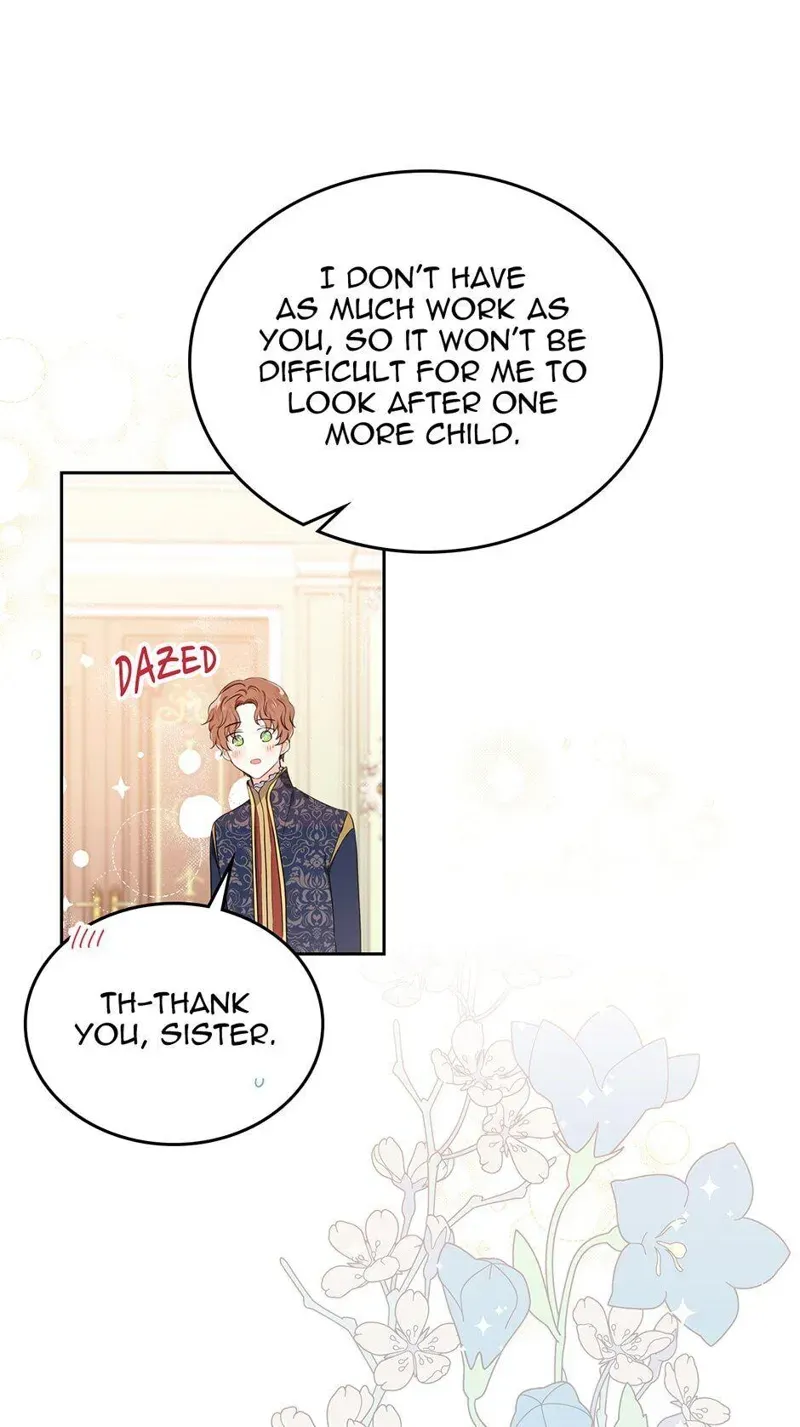 I DON'T HAVE
AS MUCH WORK AS
YOU, SO IT WON'T BE
DIFFICULT FOR ME TO
LOOK AFTER ONE
MORE CHILD.
DAZED
TH-THANK
YOU, SISTER.